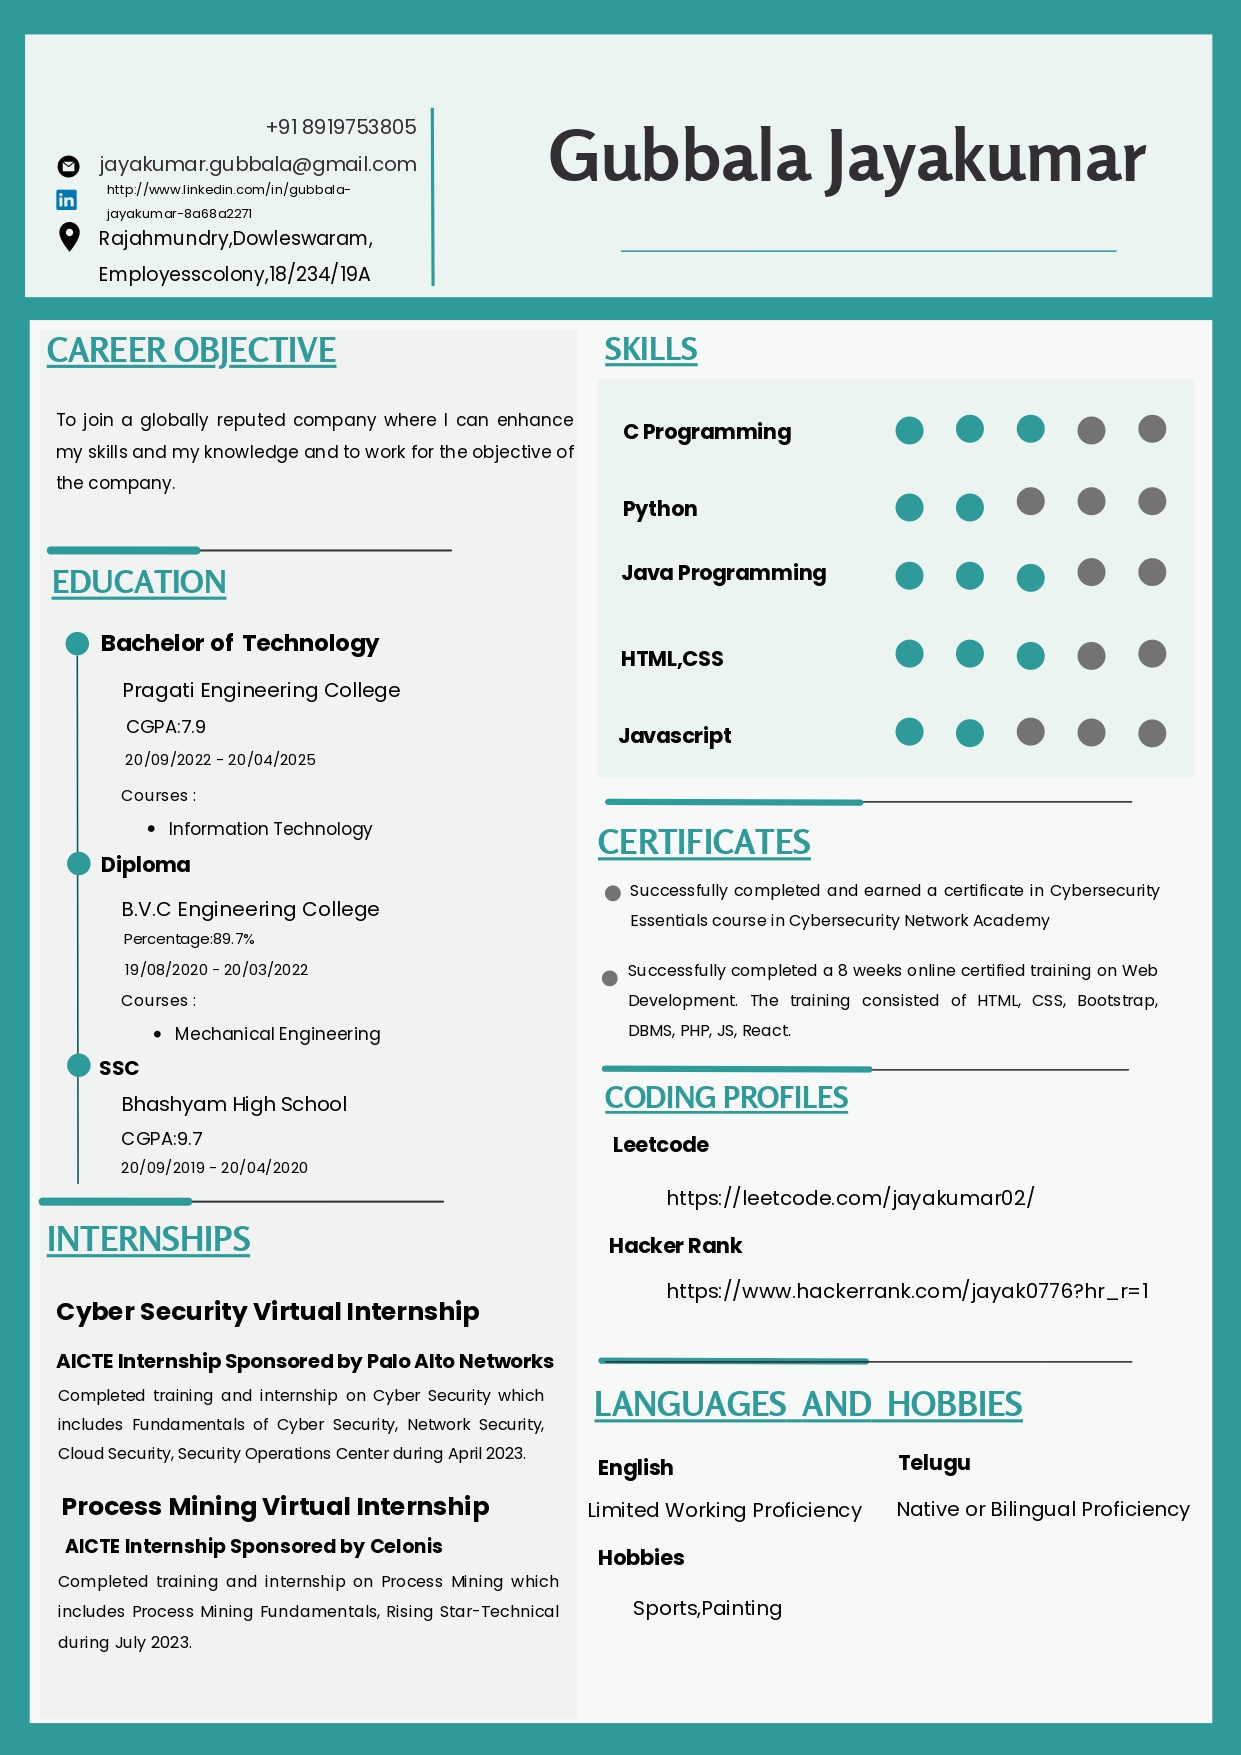 +91 8919753805
jayakumar.gubbala@gmail.com
http://www.linkedin.com/in/gubbala-
jayakumar-8a68a2271
Rajahmundry,Dowleswaram,
Employesscolony,18/234/19A
Gubbala Jayakumar
CAREER OBJECTIVE
To join a globally reputed company where I can enhance
my skills and my knowledge and to work for the objective of
the company.
EDUCATION
Bachelor of Technology
Pragati Engineering College
CGPA:7.9
20/09/2022 - 20/04/2025
Courses :
• Information Technology
Diploma
B.V.C Engineering College
Percentage:89.7%
19/08/2020 - 20/03/2022
Courses :
• Mechanical Engineering
SSC
Bhashyam High School
CGPA:9.7
20/09/2019 - 20/04/2020
INTERNSHIPS
Cyber Security Virtual Internship
AICTE Internship Sponsored by Palo Alto Networks
Completed training and internship on Cyber Security which
includes Fundamentals of Cyber Security, Network Security,
Cloud Security, Security Operations Center during April 2023.
Process Mining Virtual Internship
AICTE Internship Sponsored by Celonis
Completed training and internship on Process Mining which
includes Process Mining Fundamentals, Rising Star-Technical
during July 2023.
SKILLS
C Programming
Python
Java Programming
HTML,CSS
Javascript
CERTIFICATES
Successfully completed and earned a certificate in Cybersecurity
Essentials course in Cybersecurity Network Academy
Successfully completed a 8 weeks online certified training on Web
Development. The training consisted of HTML, CSS, Bootstrap,
DBMS, PHP, JS, React.
CODING PROFILES
Leetcode
https://leetcode.com/jayakumar02/
Hacker Rank
https://www.hackerrank.com/jayak0776?hr_r=1
LANGUAGES AND HOBBIES
English
Limited Working Proficiency
Telugu
Native or Bilingual Proficiency
Hobbies
Sports,Painting